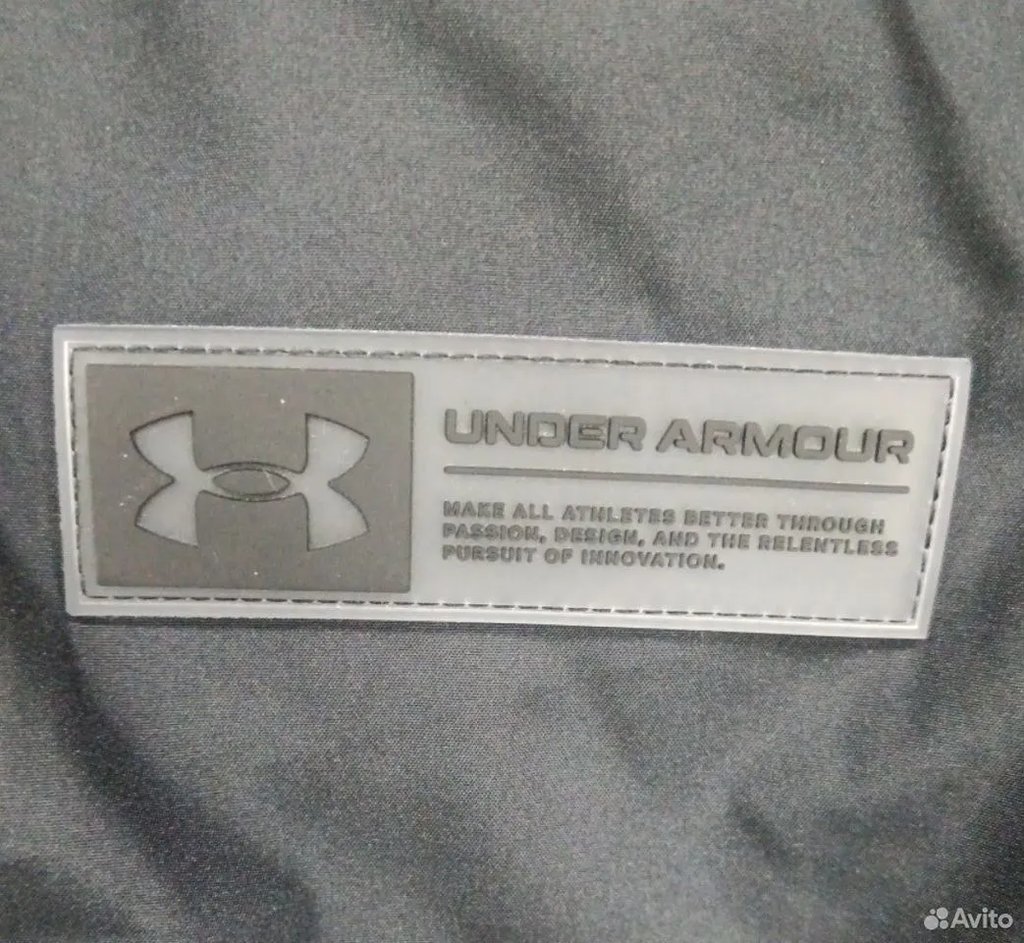 UNDER ARMOUR
MAKE ALL ATHLETES BETTER THROUGH
PASSION, DESIGN, AND THE RELENTLESS
PURSUIT OF INNOVATION.
Avito